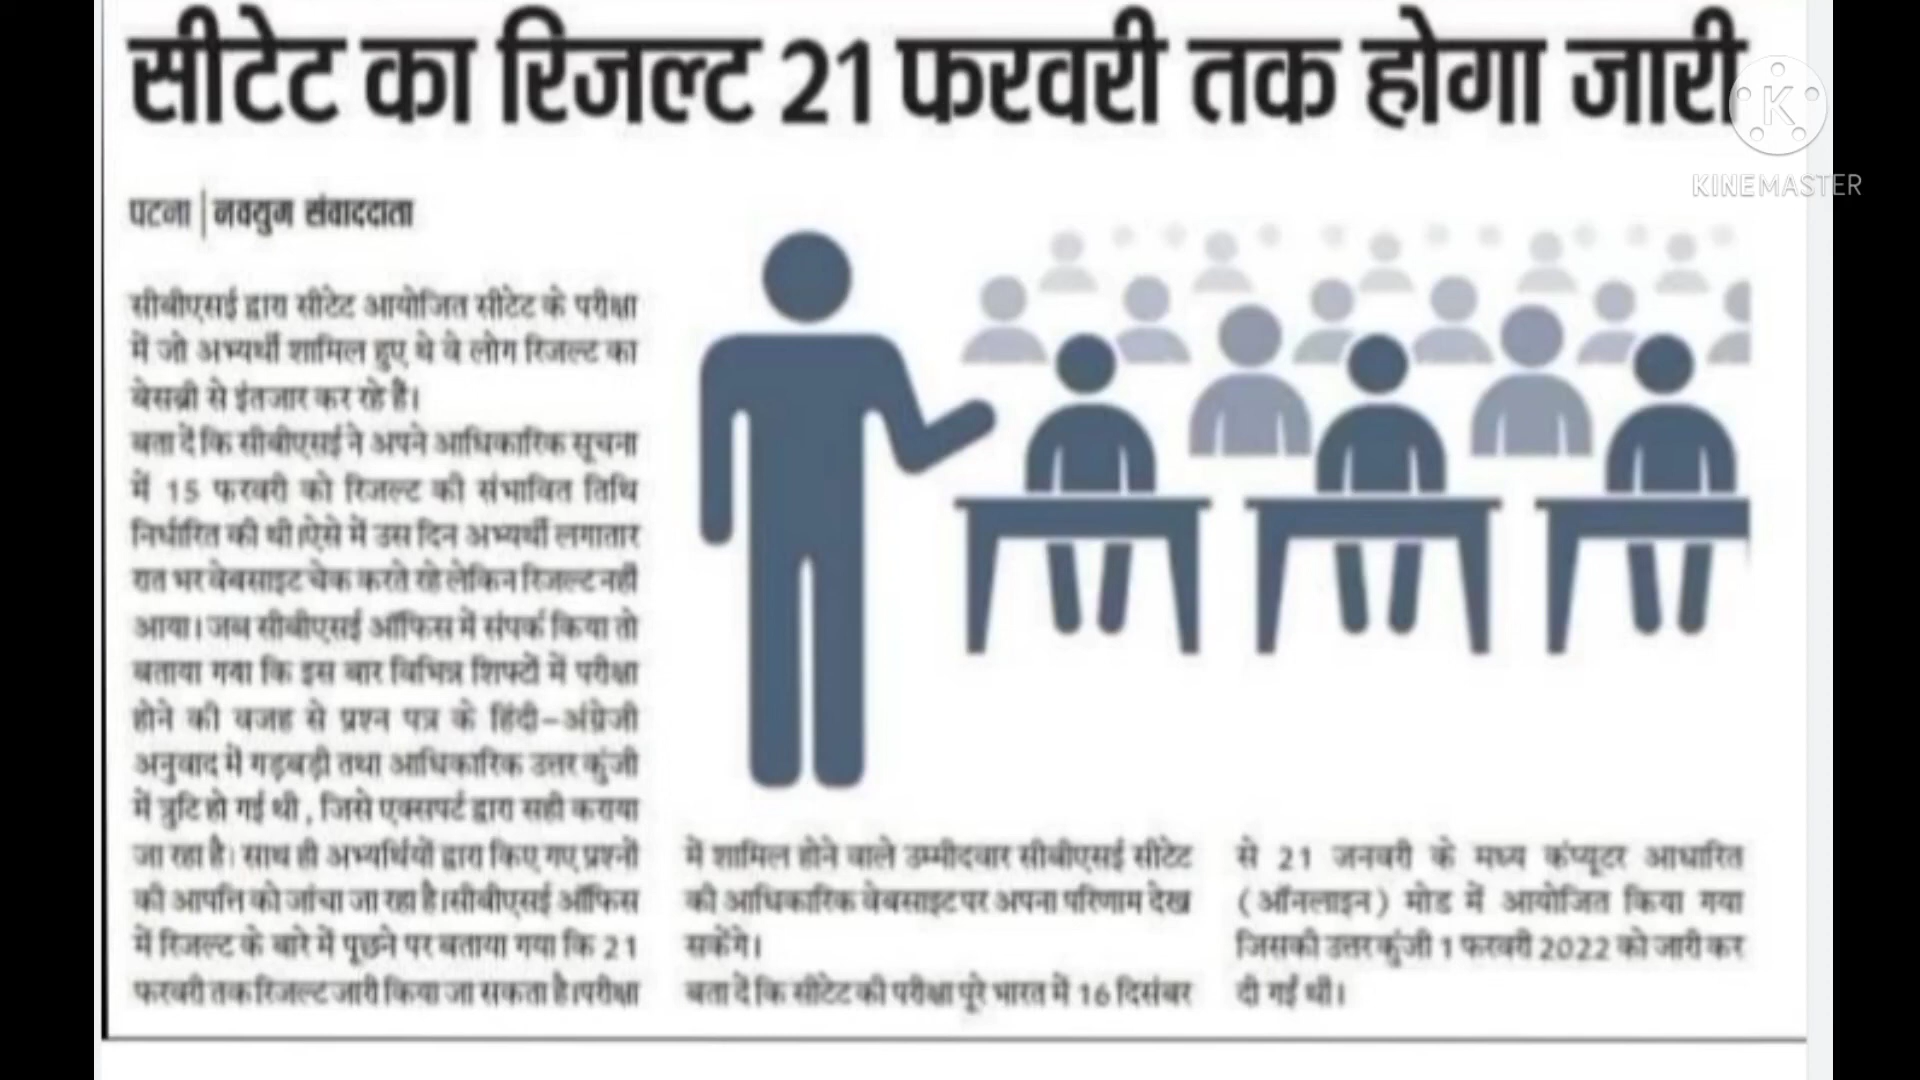 सीटेट का रिजल्ट 21 फरवरी तक होगा जारी
KINEMASTER
पटना | नवयुग संवाददाता
सीबीएसई द्वारा सीटेट आयोजित सीटेट के परीक्षा
में जो अभ्यर्थी शामिल हुए थे वे लोग रिजल्ट का
बेसब्री से इंतजार कर रहे हैं।
बता दें कि सीबीएसई ने अपने आधिकारिक सूचना
में 15 फरवरी को रिजल्ट की संभावित तिथि
निर्धारित की थी।ऐसे में उस दिन अभ्यर्थी लगातार
रात भर वेबसाइट चेक करते रहे लेकिन रिजल्ट नहीं
आया। जब सीबीएसई ऑफिस में संपर्क किया तो
बताया गया कि इस बार विभिन्न शिफ्टों में परीक्षा
होने की वजह से प्रश्न पत्र के हिंदी-अंग्रेजी
अनुवाद में गड़बड़ी तथा आधिकारिक उत्तर कुंजी
में त्रुटि हो गई थी , जिसे एक्सपर्ट द्वारा सही कराया
जा रहा है। साथ ही अभ्यर्थियों द्वारा किए गए प्रश्नों
की आपत्ति को जांचा जा रहा है।सीबीएसई ऑफिस
में रिजल्ट के बारे में पूछने पर बताया गया कि 21
फरवरी तक रिजल्ट जारी किया जा सकता है।परीक्षा
में शामिल होने वाले उम्मीदवार सीबीएसई सीटेट
की आधिकारिक वेबसाइट पर अपना परिणाम देख
सकेंगे।
बता दें कि सीटेट की परीक्षा पूरे भारत में 16 दिसंबर
से 21 जनवरी के मध्य कंप्यूटर आधारित
(ऑनलाइन) मोड में आयोजित किया गया
जिसकी उत्तर कुंजी 1 फरवरी 2022 को जारी कर
दी गई थी।